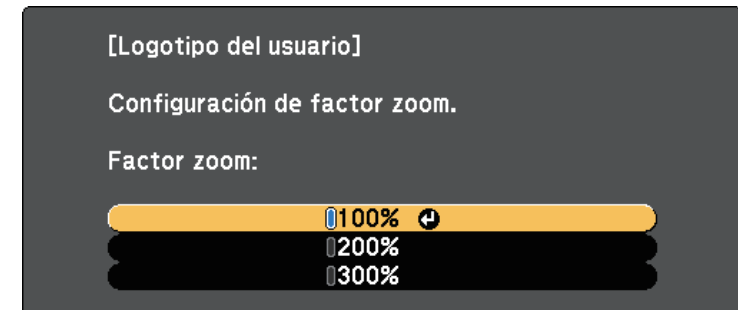 [Logotipo del usuario]
Configuración de factor zoom.
Factor zoom:
100%
200%
300%